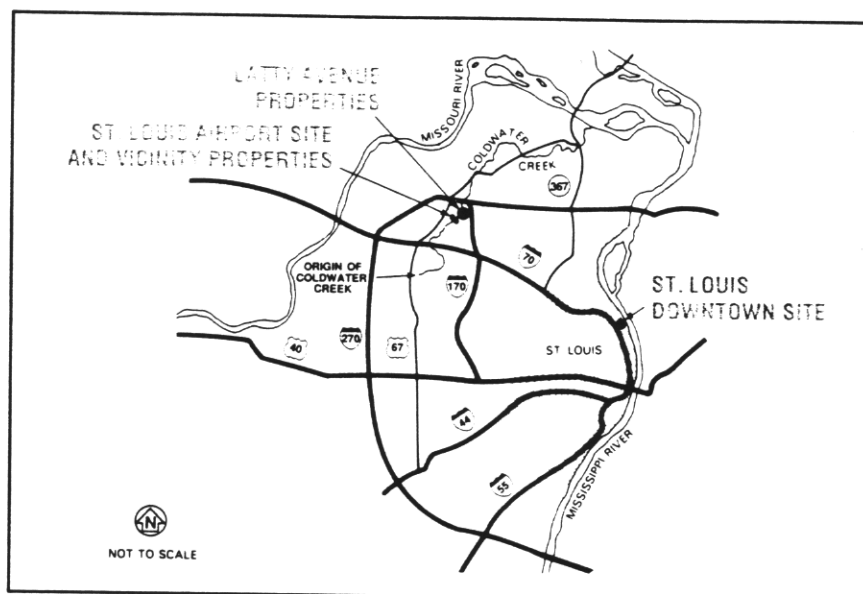 LATTY AVENUE
PROPERTIES
ST. LOUIS AIRPORT SITE
AND VICINITY PROPERTIES
MISSOURI RIVER
COLDWATER
CREEK
367
ORIGIN OF
COLDWATER
CREEK
70
170
ST. LOUIS
DOWNTOWN SITE
40
270
67
ST LOUIS
44
55
MISSISSIPPI RIVER
N
NOT TO SCALE